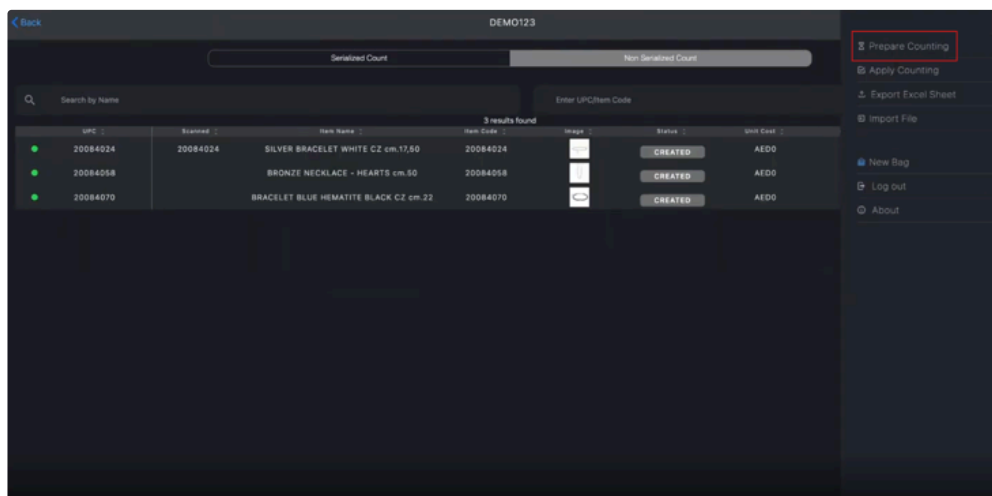 Back
DEMO123
Serialized Count
Non Serialized Count
Search by Name
Enter UPC/Item Code
3 results found
UPC Scanned Item Name Item Code Image Status Unit Cost
20084024 20084024 SILVER BRACELET WHITE CZ cm.17,50 20084024 CREATED AED0
20084058 BRONZE NECKLACE - HEARTS cm.50 20084058 CREATED AED0
20084070 BRACELET BLUE HEMATITE BLACK CZ cm.22 20084070 CREATED AED0
Prepare Counting
Apply Counting
Export Excel Sheet
Import File
New Bag
Log out
About